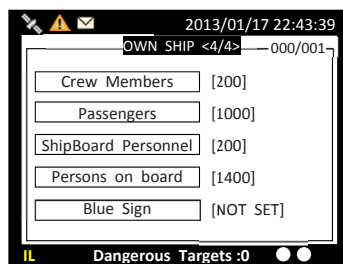 2013/01/17 22:43:39
OWN SHIP <4/4> 000/001
Crew Members [200]
Passengers [1000]
ShipBoard Personnel [200]
Persons on board [1400]
Blue Sign [NOT SET]
IL Dangerous Targets :0